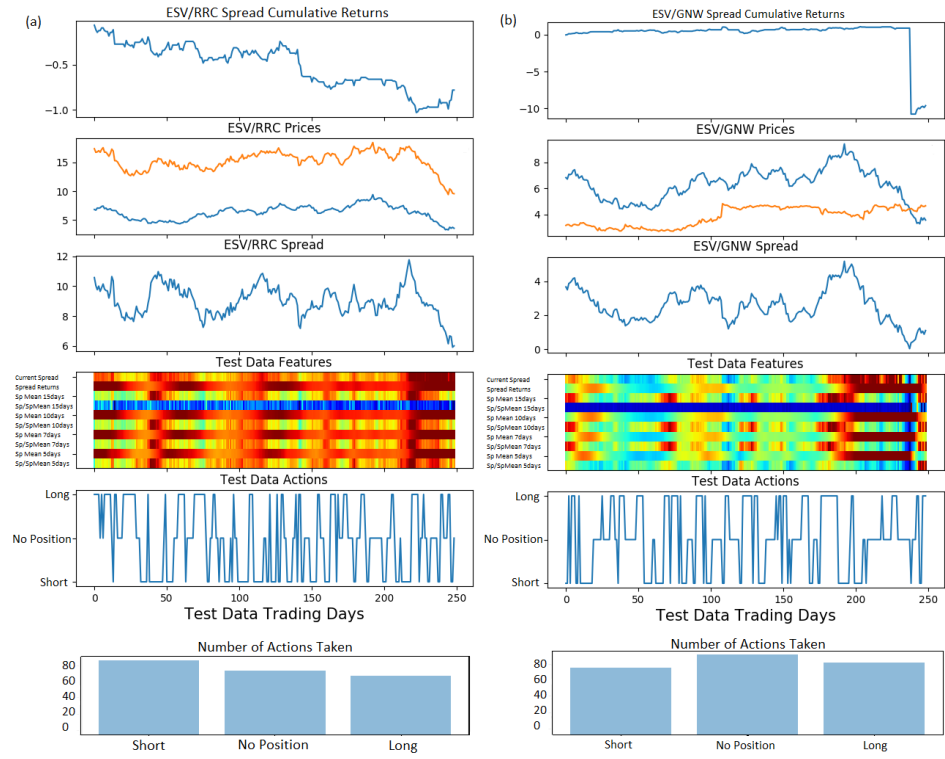 (a)
ESV/RRC Spread Cumulative Returns
−0.5
−1.0
ESV/RRC Prices
15
10
5
ESV/RRC Spread
12
10
8
6
Test Data Features
Current Spread
Spread Returns
Sp Mean 15days
Sp/SpMean 15days
Sp Mean 10days
Sp/SpMean 10days
Sp Mean 7days
Sp/SpMean 7days
Sp Mean 5days
Sp/SpMean 5days
Test Data Actions
Long
No Position
Short
0 50 100 150 200 250
Test Data Trading Days
Number of Actions Taken
80
60
40
20
0
Short No Position Long
(b)
ESV/GNW Spread Cumulative Returns
0
−5
−10
ESV/GNW Prices
8
6
4
ESV/GNW Spread
4
2
0
Test Data Features
Current Spread
Spread Returns
Sp Mean 15days
Sp/SpMean 15days
Sp Mean 10days
Sp/SpMean 10days
Sp Mean 7days
Sp/SpMean 7days
Sp Mean 5days
Sp/SpMean 5days
Test Data Actions
Long
No Position
Short
0 50 100 150 200 250
Test Data Trading Days
Number of Actions Taken
80
60
40
20
0
Short No Position Long